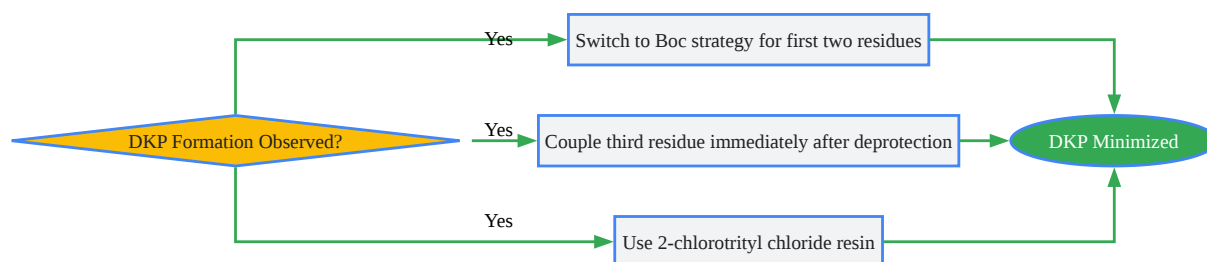 Yes
Switch to Boc strategy for first two residues
DKP Formation Observed?
Yes
Couple third residue immediately after deprotection
DKP Minimized
Yes
Use 2-chlorotrityl chloride resin